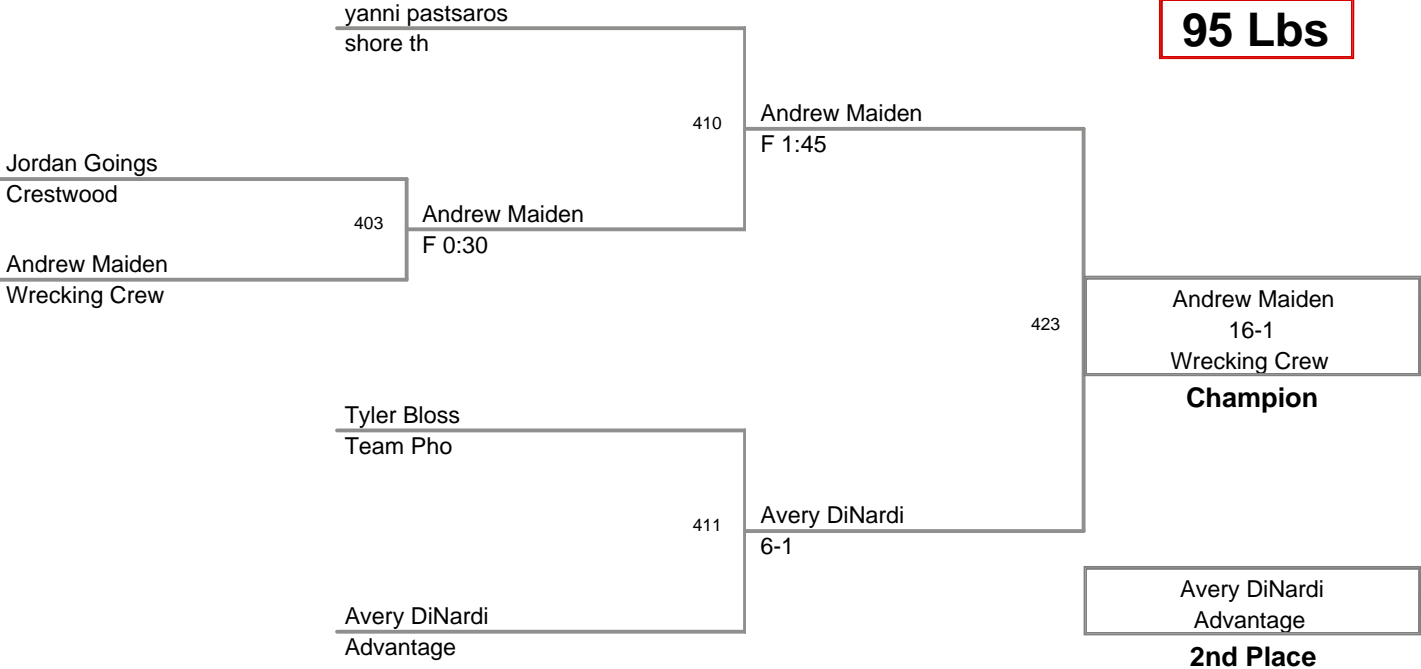 yanni pastsaros
shore th
95 Lbs
410
Andrew Maiden
F 1:45
Jordan Goings
Crestwood
403
Andrew Maiden
F 0:30
Andrew Maiden
Wrecking Crew
423
Andrew Maiden
16-1
Wrecking Crew
Champion
Tyler Bloss
Team Pho
411
Avery DiNardi
6-1
Avery DiNardi
Advantage
Avery DiNardi
Advantage
2nd Place